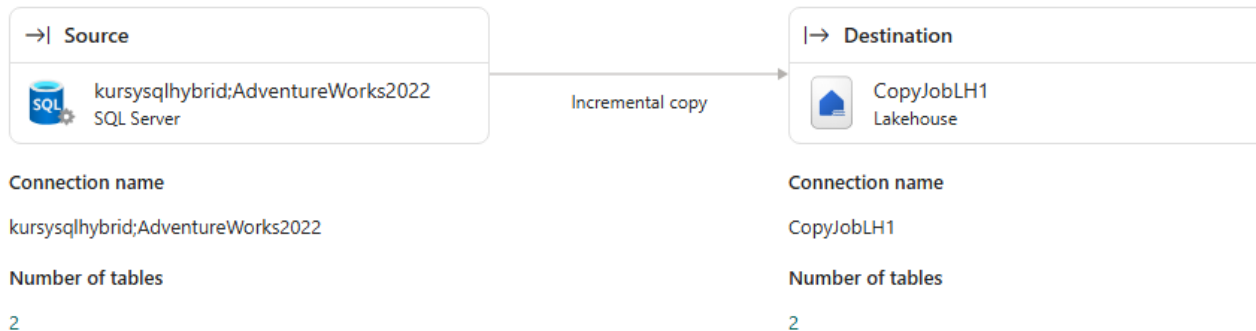 Source
kursysqlhybrid;AdventureWorks2022
SQL
SQL Server
Incremental copy
Destination
CopyJobLH1
Lakehouse
Connection name
kursysqlhybrid;AdventureWorks2022
Number of tables
2
Connection name
CopyJobLH1
Number of tables
2